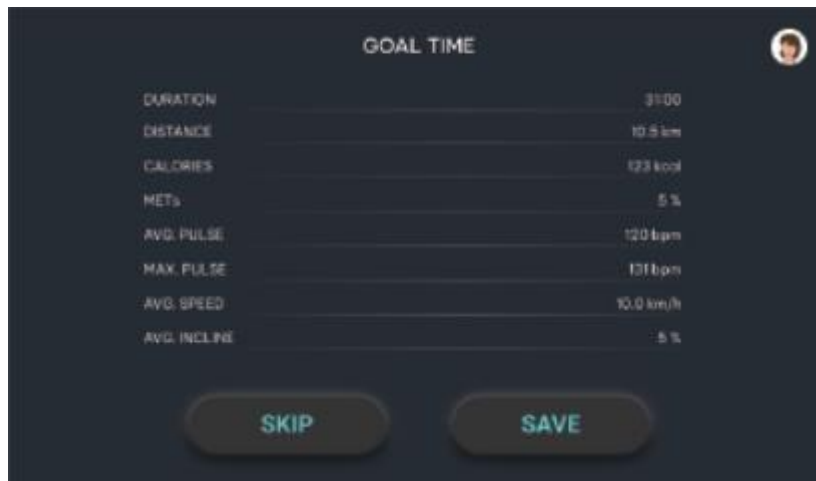 GOAL TIME
DURATION 31:00
DISTANCE 10.5 km
CALORIES 123 kcal
METs 5 %
AVG. PULSE 120 bpm
MAX. PULSE 131 bpm
AVG. SPEED 10.0 km/h
AVG. INCLINE 5 %
SKIP SAVE